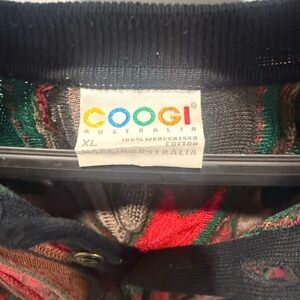 COOGI®
AUSTRALIA
XL 100% MERCERISED
COTTON
MADE IN AUSTRALIA